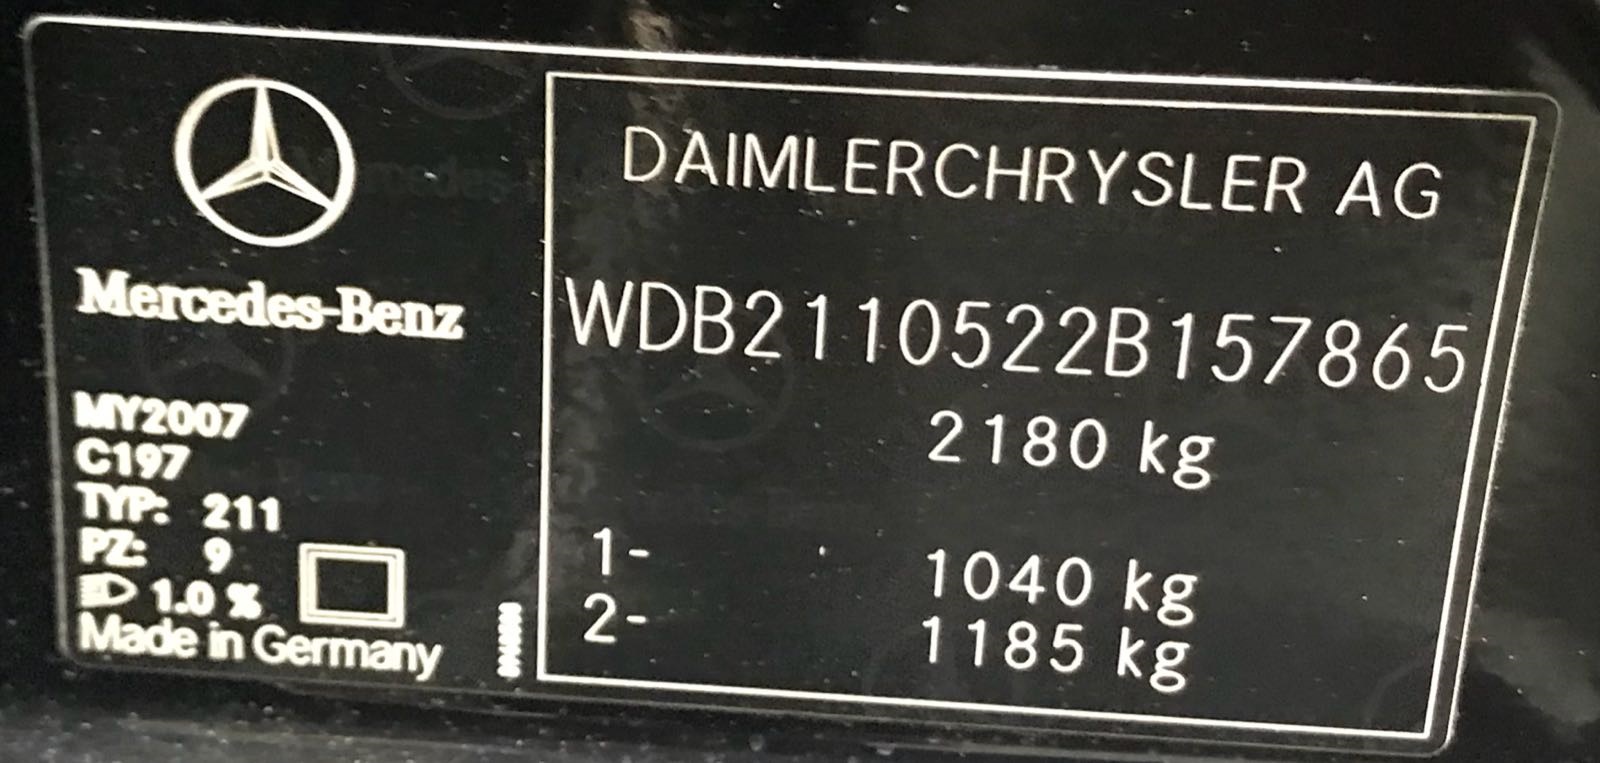 Mercedes-Benz
MY2007
C197
TYP: 211
PZ: 9
1.0 %
Made in Germany
DAIMLERCHRYSLER AG
WDB2110522B157865
2180 kg
1- 1040 kg
2- 1185 kg